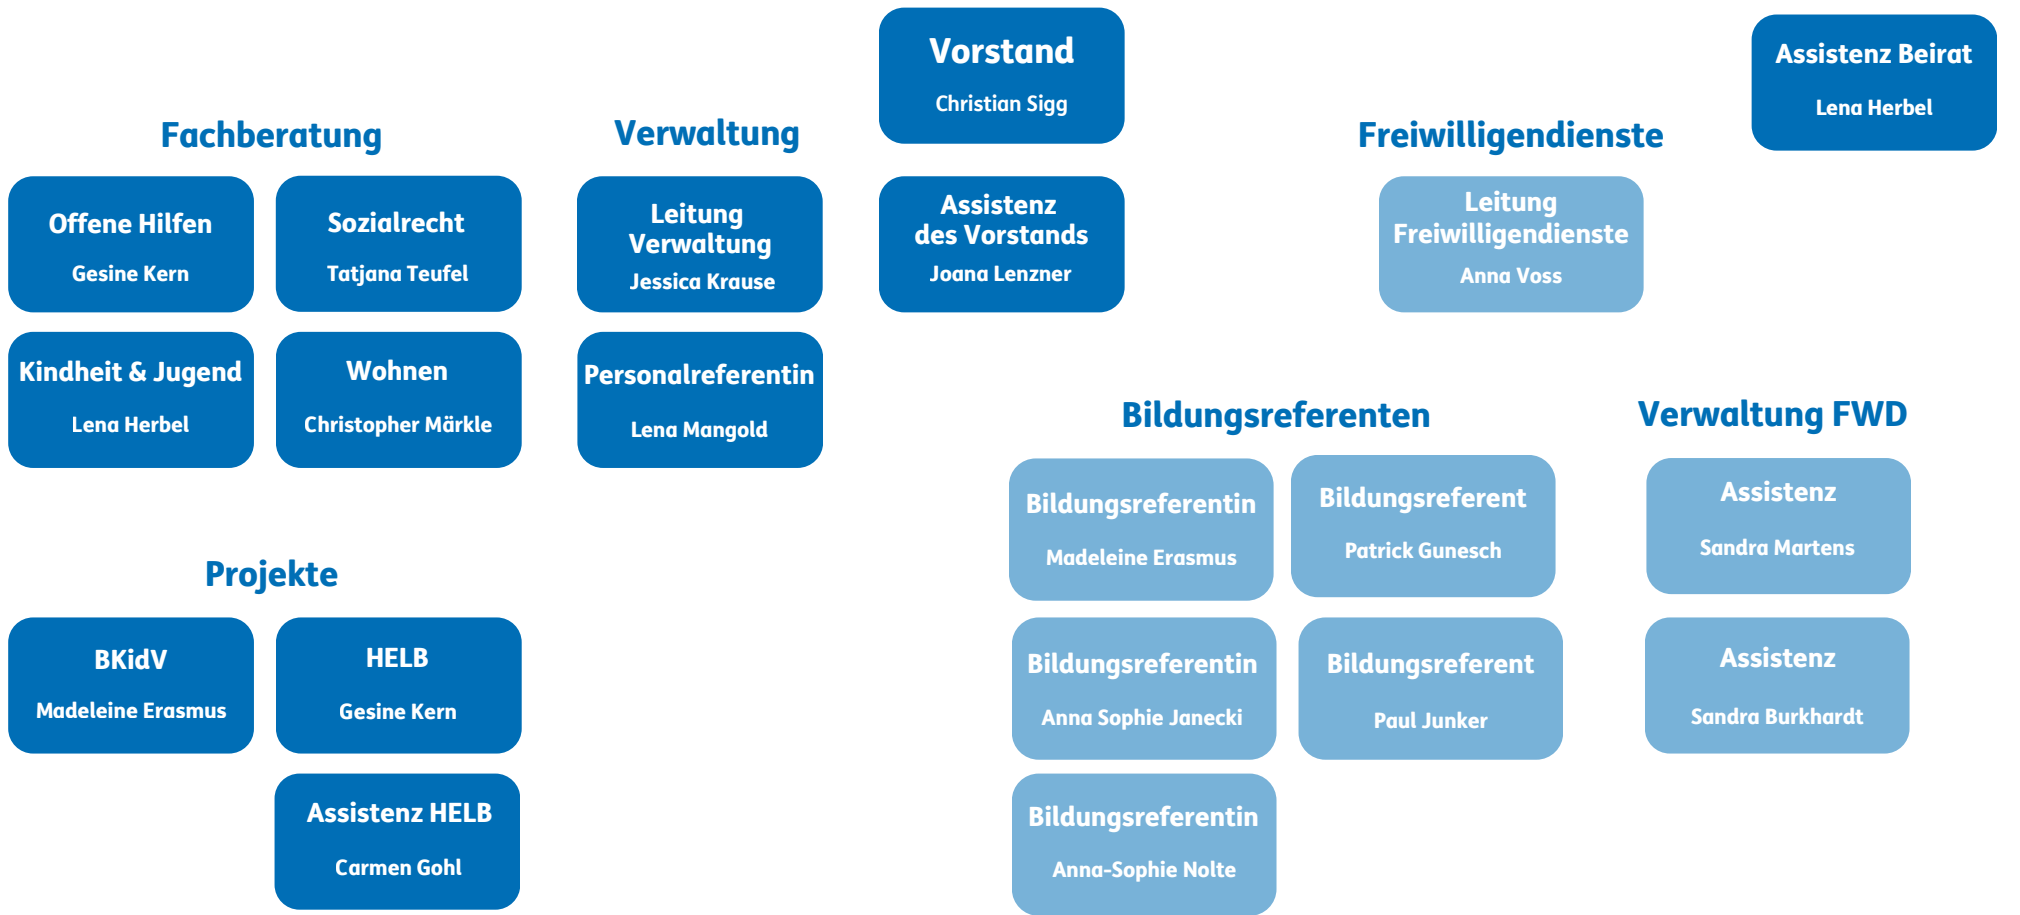 Vorstand
Christian Sigg
Assistenz
des Vorstands
Joana Lenzner
Assistenz Beirat
Lena Herbel
Fachberatung
Offene Hilfen
Gesine Kern
Sozialrecht
Tatjana Teufel
Kindheit & Jugend
Lena Herbel
Wohnen
Christopher Märkle
Verwaltung
Leitung
Verwaltung
Jessica Krause
Personalreferentin
Lena Mangold
Freiwilligendienste
Leitung
Freiwilligendienste
Anna Voss
Projekte
BKidV
Madeleine Erasmus
HELB
Gesine Kern
Assistenz HELB
Carmen Gohl
Bildungsreferenten
Bildungsreferentin
Madeleine Erasmus
Bildungsreferent
Patrick Gunesch
Bildungsreferentin
Anna Sophie Janecki
Bildungsreferent
Paul Junker
Bildungsreferentin
Anna-Sophie Nolte
Verwaltung FWD
Assistenz
Sandra Martens
Assistenz
Sandra Burkhardt